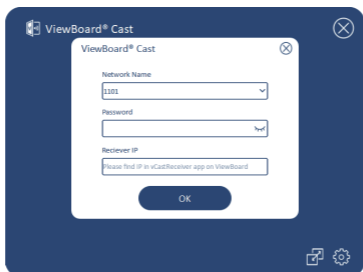 ViewBoard® Cast
ViewBoard® Cast
Network Name
1101
Password
Reciever IP
Please find IP in vCastReceiver app on ViewBoard
OK